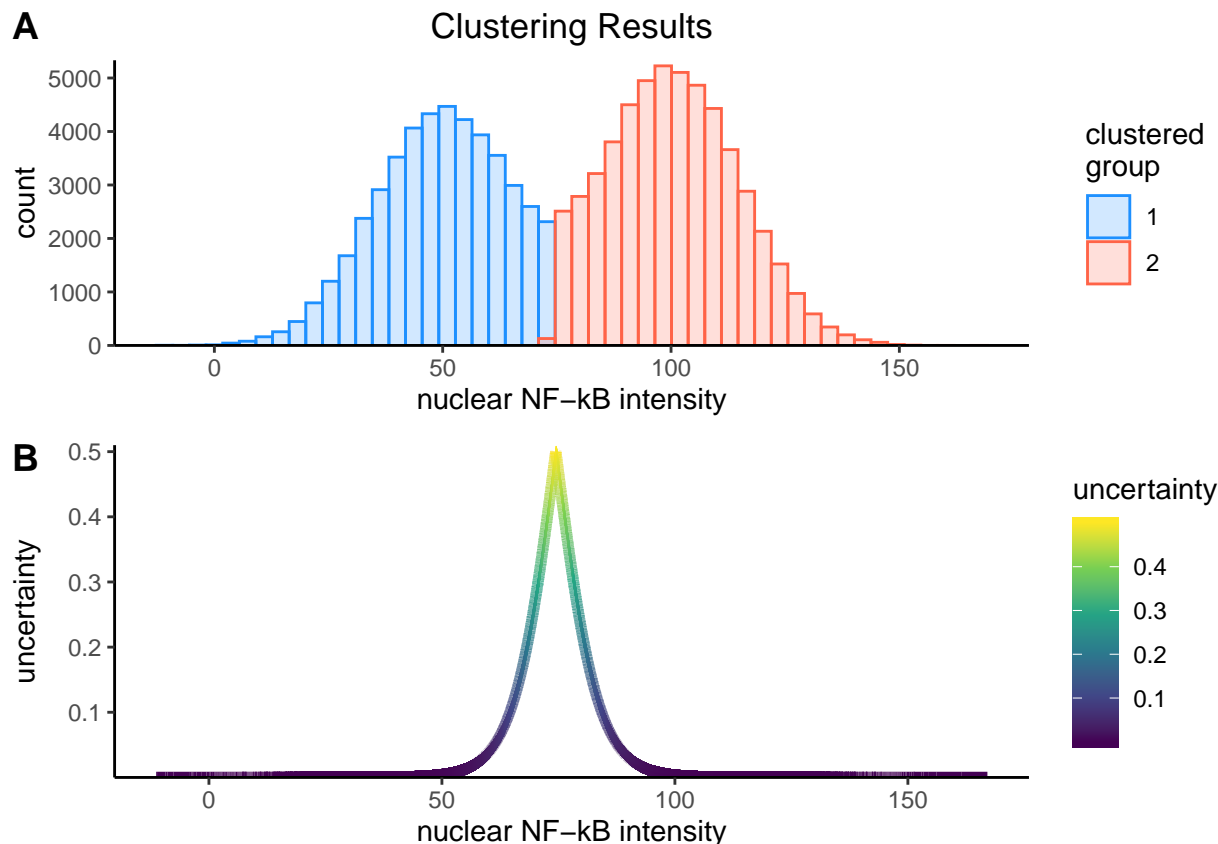 A
Clustering Results
5000
4000
3000
2000
1000
0
count
0 50 100 150
nuclear NF−kB intensity
clustered
group
1
2
B
0.5
0.4
0.3
0.2
0.1
uncertainty
0 50 100 150
nuclear NF−kB intensity
uncertainty
0.4
0.3
0.2
0.1